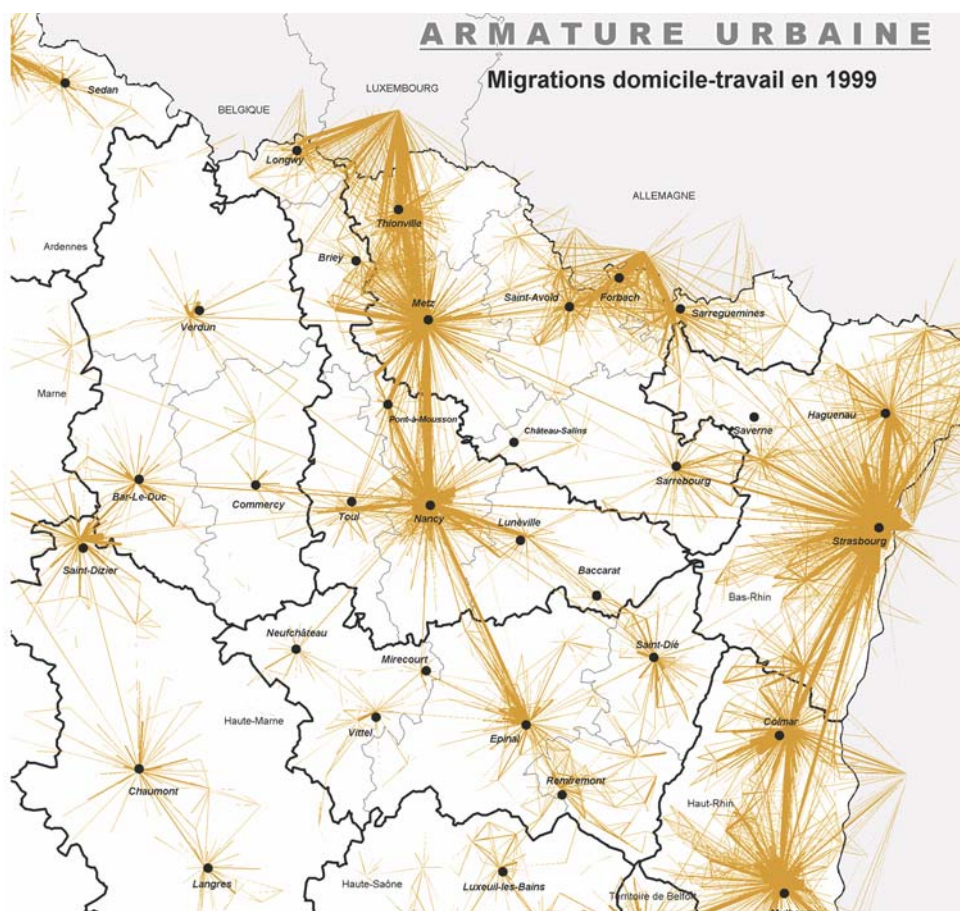 ARMATURE URBAINE
Migrations domicile-travail en 1999
LUXEMBOURG
Sedan
BELGIQUE
Longwy
ALLEMAGNE
Thionville
Ardennes
Briey
Metz
Saint-Avold
Forbach
Sarreguemines
Verdun
Marne
Pont-à-Mousson
Haguenau
Saverne
Château-Salins
Sarrebourg
Bar-Le-Duc
Commercy
Toul
Nancy
Lunéville
Strasbourg
Saint-Dizier
Baccarat
Bas-Rhin
Neufchâteau
Mirecourt
Saint-Dié
Haute-Marne
Vittel
Epinal
Colmar
Remiremont
Chaumont
Haut-Rhin
Langres
Haute-Saône
Luxeuil-les-Bains
Territoire de Belfort